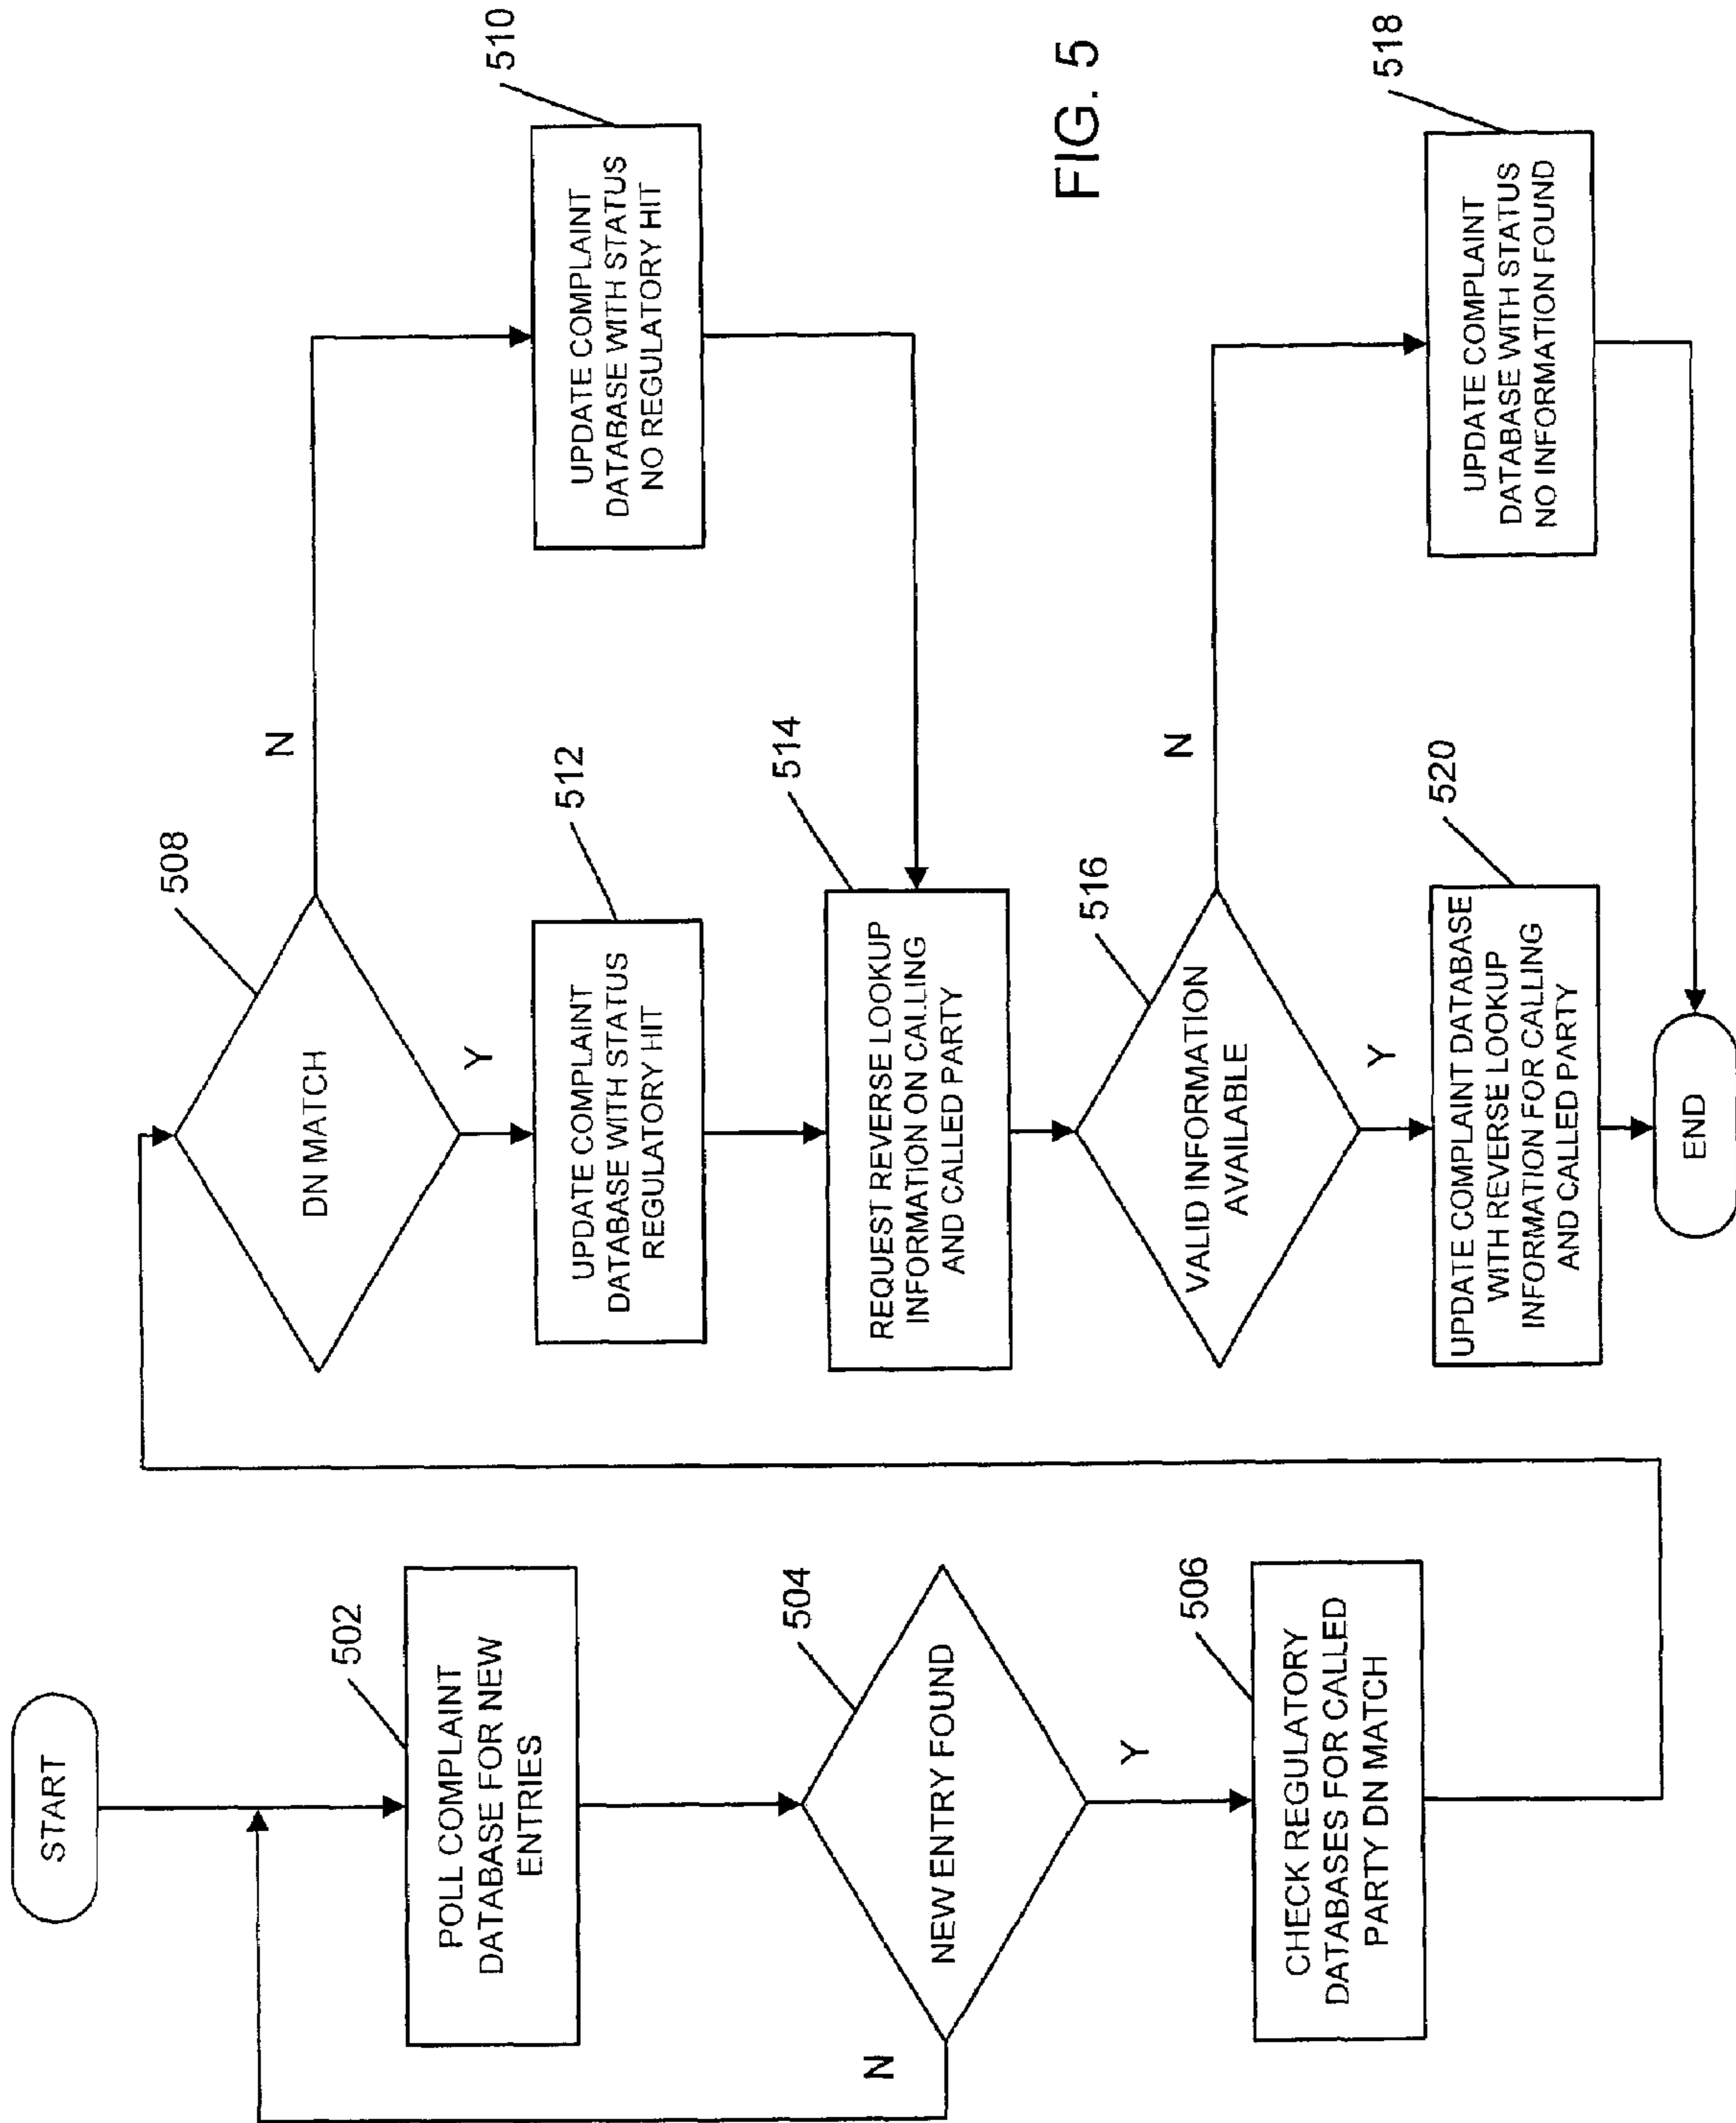 START
502
POLL COMPLAINT
DATABASE FOR NEW
ENTRIES
504
NEW ENTRY FOUND
N
Y
506
CHECK REGULATORY
DATABASES FOR CALLED
PARTY DN MATCH
508
DN MATCH
N
Y
510
UPDATE COMPLAINT
DATABASE WITH STATUS
NO REGULATORY HIT
512
UPDATE COMPLAINT
DATABASE WITH STATUS
REGULATORY HIT
514
REQUEST REVERSE LOOKUP
INFORMATION ON CALLING
AND CALLED PARTY
516
VALID INFORMATION
AVAILABLE
N
Y
518
UPDATE COMPLAINT
DATABASE WITH STATUS
NO INFORMATION FOUND
520
UPDATE COMPLAINT DATABASE
WITH REVERSE LOOKUP
INFORMATION FOR CALLING
AND CALLED PARTY
END
FIG. 5